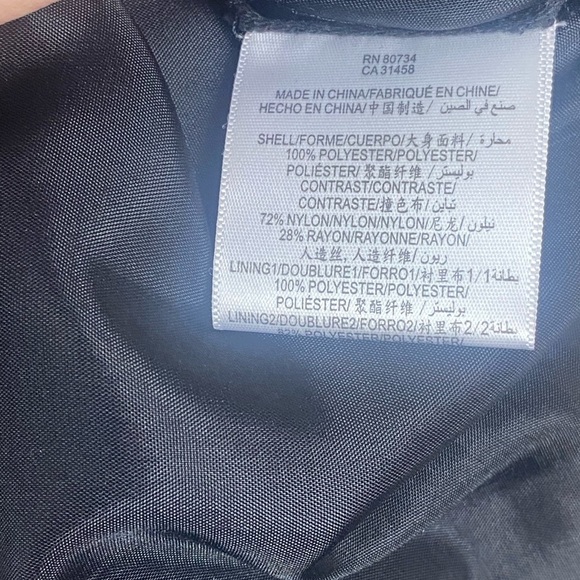 RN 80734
CA 31458
MADE IN CHINA/FABRIQUÉ EN CHINE/
HECHO EN CHINA/中国制造/ صنع في الصين
SHELL/FORME/CUERPO/大身面料/ محارة
100% POLYESTER/POLYESTER/
POLIÉSTER/ 聚酯纤维 / بوليستر
CONTRAST/CONTRASTE/
CONTRASTE/撞色布/ تباين
72% NYLON/NYLON/NYLON/尼龙/ نيلون
28% RAYON/RAYONNE/RAYON/
人造丝, 人造纤维/ ريون
LINING1/DOUBLURE1/FORRO1/衬里布1/1بطانة
100% POLYESTER/POLYESTER/
POLIÉSTER/ 聚酯纤维 / بوليستر
LINING2/DOUBLURE2/FORRO2/衬里布2/2بطانة
POLYESTER/POLYESTER/